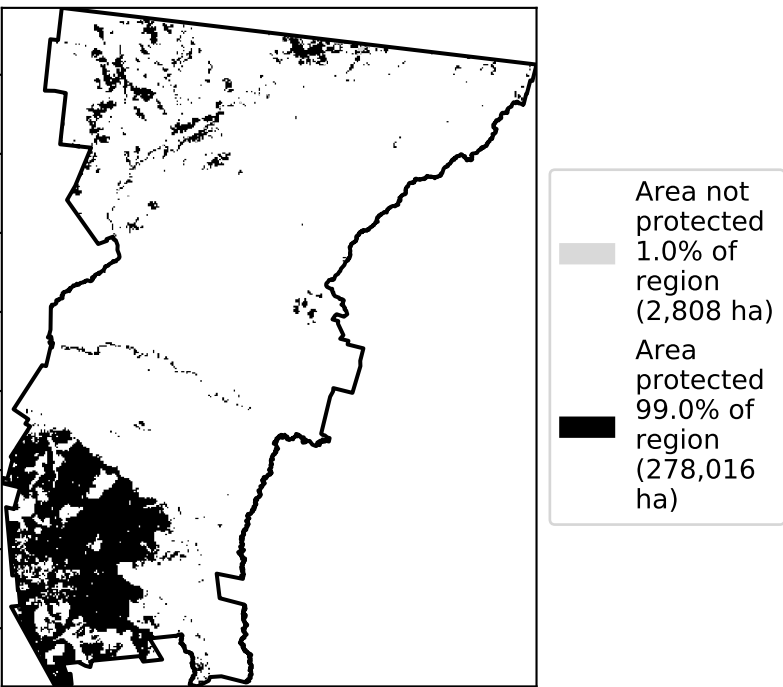 Area not
protected
1.0% of
region
(2,808 ha)
Area
protected
99.0% of
region
(278,016
ha)